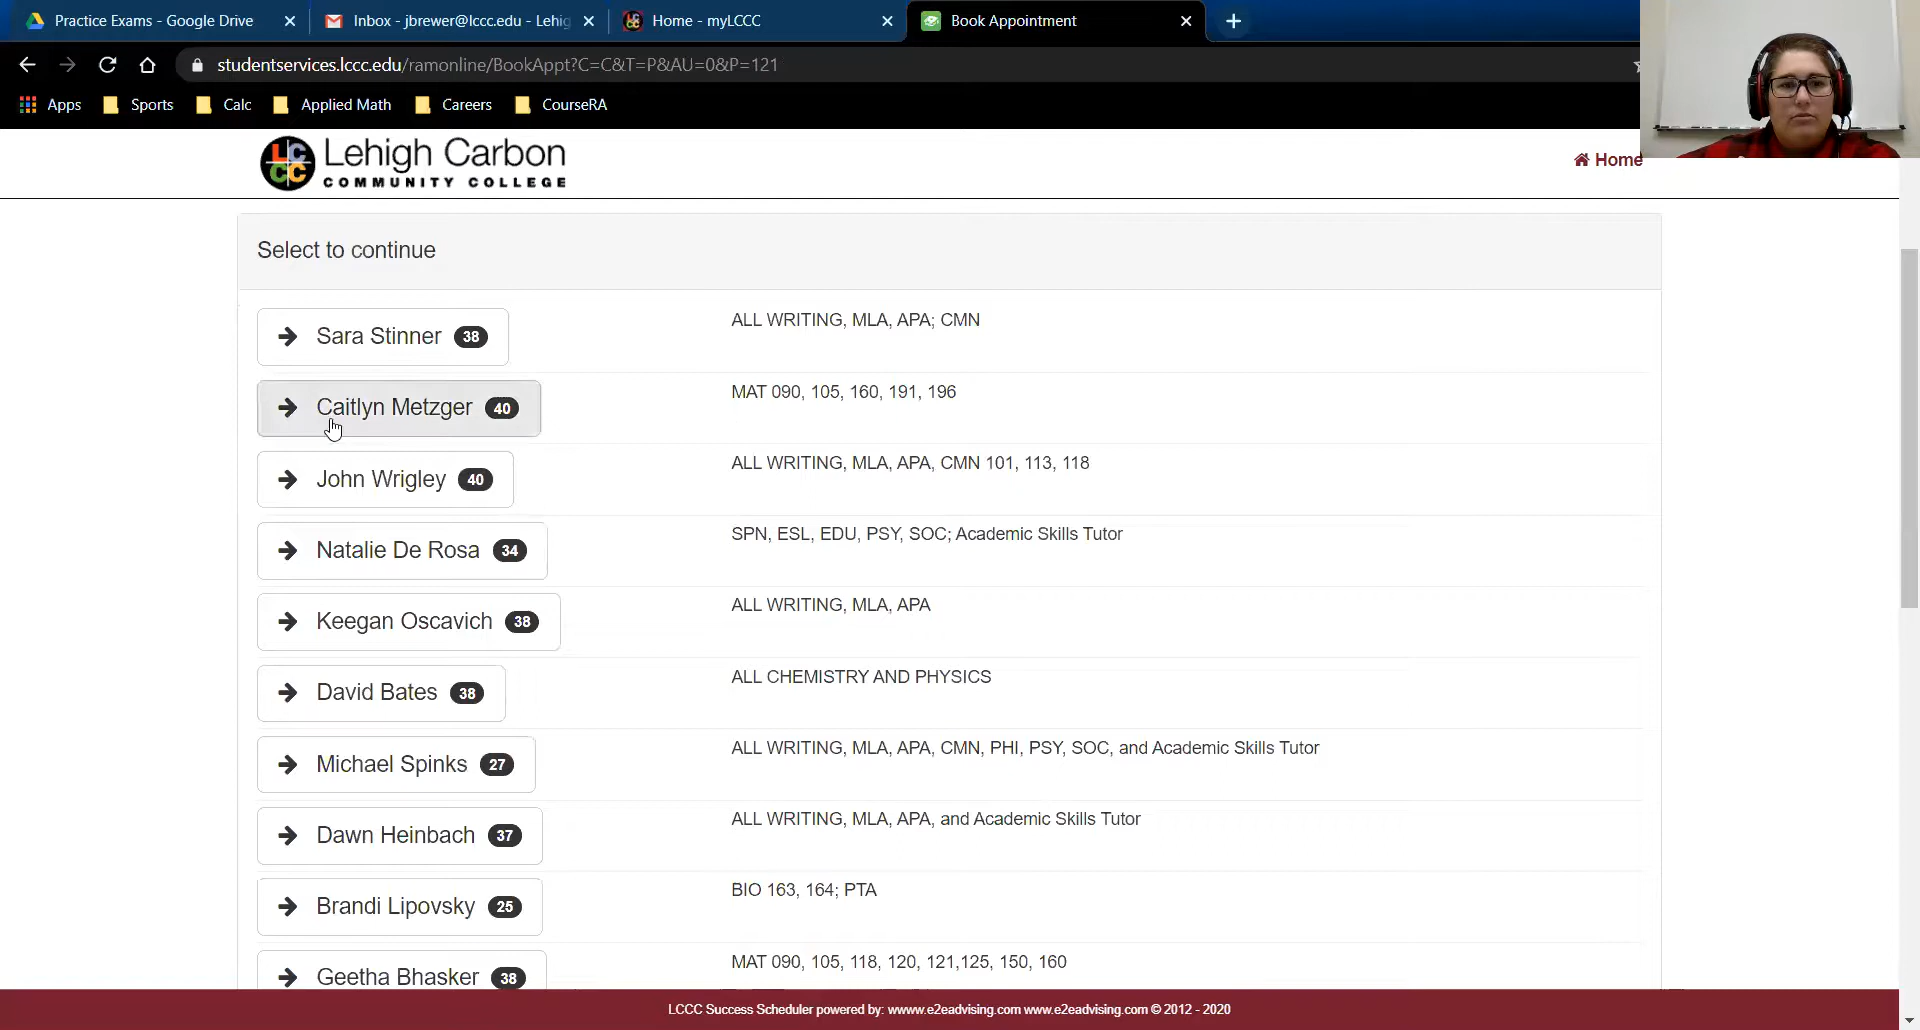 Practice Exams - Google Drive
Inbox - jbrewer@lccc.edu - Lehig
Home - myLCCC
Book Appointment
studentservices.lccc.edu/ramonline/BookAppt?C=C&T=P&AU=0&P=121
Apps Sports Calc Applied Math Careers CourseRA
LCCC
Lehigh Carbon
COMMUNITY COLLEGE
Home
Select to continue
Sara Stinner 38 ALL WRITING, MLA, APA; CMN
Caitlyn Metzger 40 MAT 090, 105, 160, 191, 196
John Wrigley 40 ALL WRITING, MLA, APA, CMN 101, 113, 118
Natalie De Rosa 34 SPN, ESL, EDU, PSY, SOC; Academic Skills Tutor
Keegan Oscavich 38 ALL WRITING, MLA, APA
David Bates 38 ALL CHEMISTRY AND PHYSICS
Michael Spinks 27 ALL WRITING, MLA, APA, CMN, PHI, PSY, SOC, and Academic Skills Tutor
Dawn Heinbach 37 ALL WRITING, MLA, APA, and Academic Skills Tutor
Brandi Lipovsky 25 BIO 163, 164; PTA
Geetha Bhasker 38 MAT 090, 105, 118, 120, 121,125, 150, 160
LCCC Success Scheduler powered by: wwww.e2eadvising.com www.e2eadvising.com © 2012 - 2020